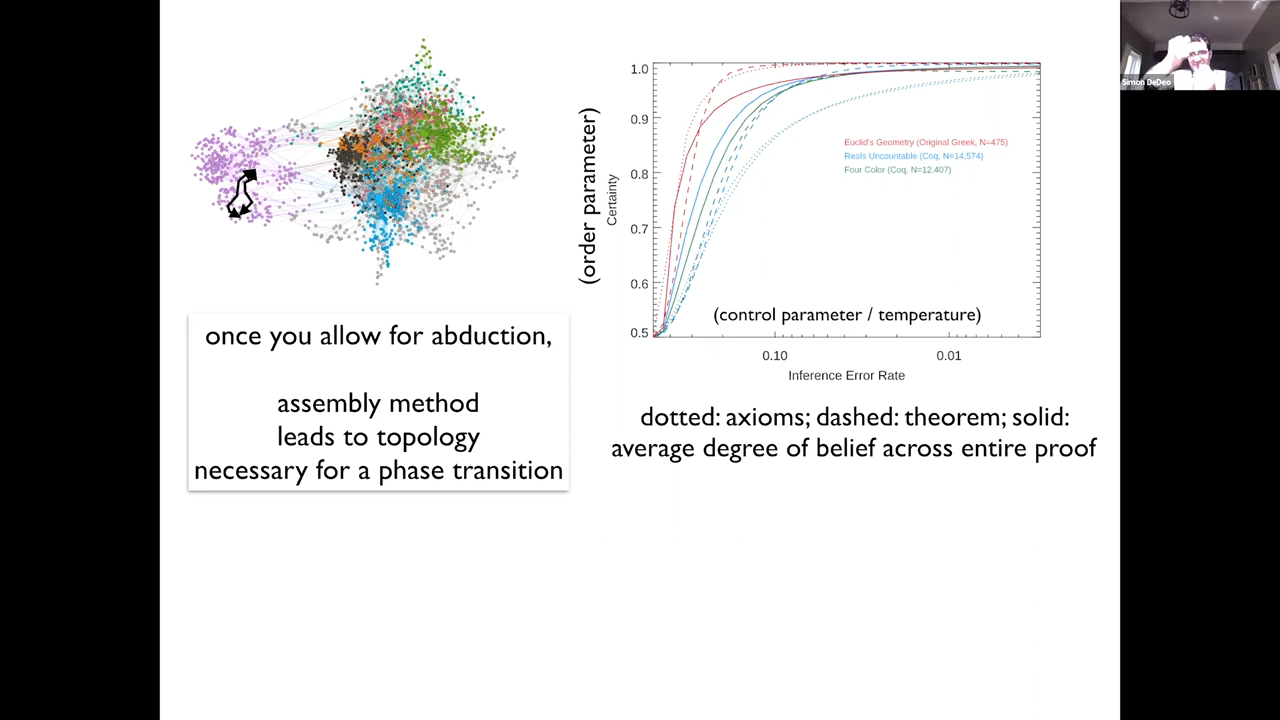 Simon DeDeo
(order parameter)
Certainty
1.0
0.9
0.8
0.7
0.6
0.5
Euclid's Geometry (Original Greek, N=475)
Reals Uncountable (Coq, N=14,574)
Four Color (Coq, N=12,407)
(control parameter / temperature)
0.10
0.01
Inference Error Rate
once you allow for abduction,
assembly method
leads to topology
necessary for a phase transition
dotted: axioms; dashed: theorem; solid:
average degree of belief across entire proof